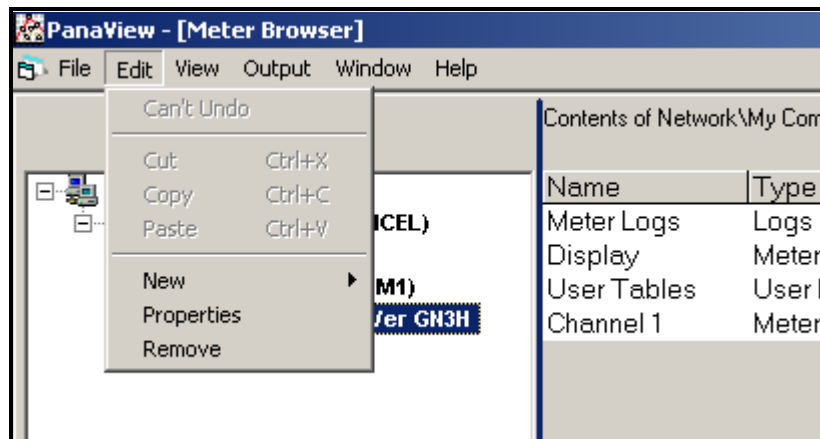 PanaView - [Meter Browser]
File Edit View Output Window Help
Can't Undo
Cut Ctrl+X
Copy Ctrl+C
Paste Ctrl+V
New
Properties
Remove
ICEL)
M1)
/er GN3H
Contents of Network\My Com
Name Type
Meter Logs Logs
Display Meter
User Tables User
Channel 1 Meter